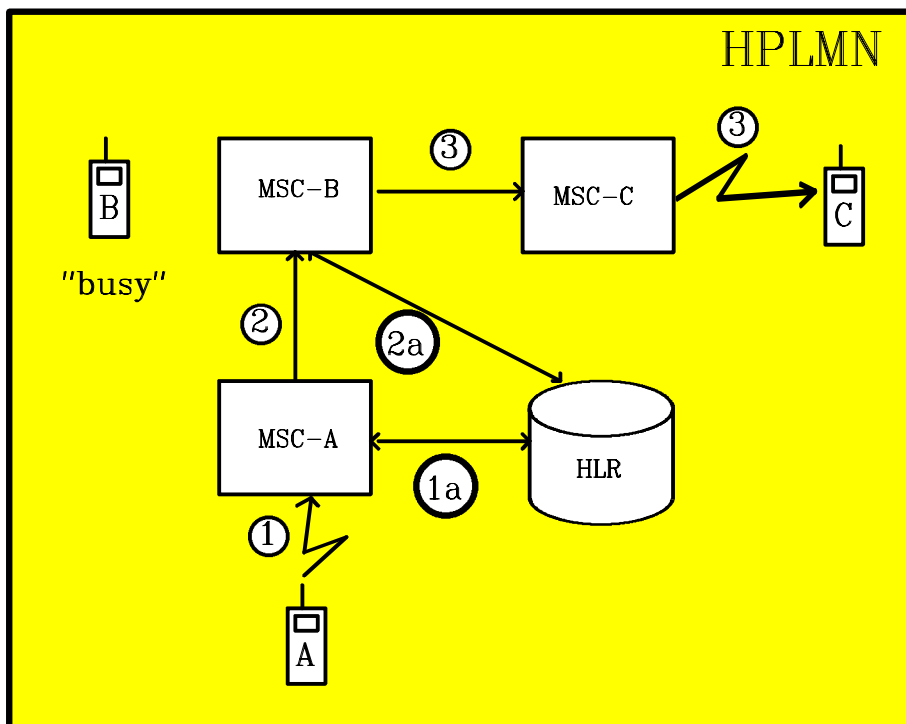 HPLMN
3
3
MSC-B
MSC-C
B
C
"busy"
2
2a
MSC-A
HLR
1a
1
A